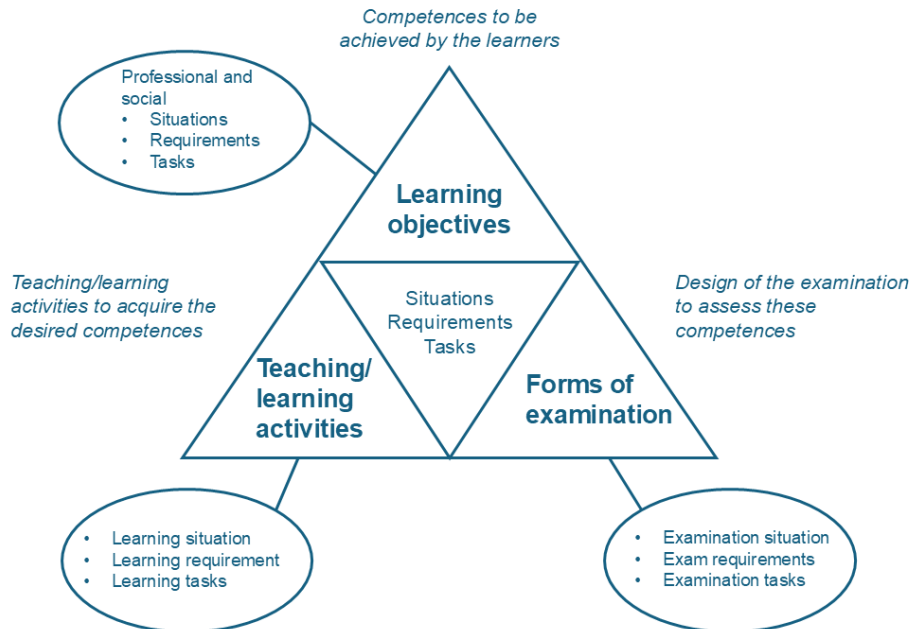 Competences to be
achieved by the learners
Professional and
social
• Situations
• Requirements
• Tasks
Learning
objectives
Teaching/learning
activities to acquire the
desired competences
Situations
Requirements
Tasks
Design of the examination
to assess these
competences
Teaching/
learning
activities
Forms of
examination
• Learning situation
• Learning requirement
• Learning tasks
• Examination situation
• Exam requirements
• Examination tasks